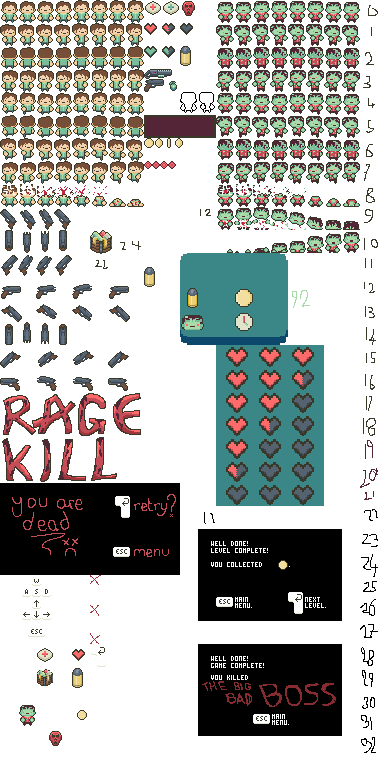 0
1
2
3
4
5
6
7
8
9
12
10
24
22
11
12
92
13
14
15
16
17
18
RAGE
19
KILL
20
21
you are
dead
retry?
ESC menu
22
11
23
WELL DONE!
LEVEL COMPLETE!
YOU COLLECTED .
24
25
W
A S D
ESC MAIN
MENU.
NEXT
LEVEL.
26
27
ESC
28
WELL DONE!
GAME COMPLETE!
YOU KILLED
THE BIG
BAD BOSS
ESC MAIN
MENU.
29
30
31
32